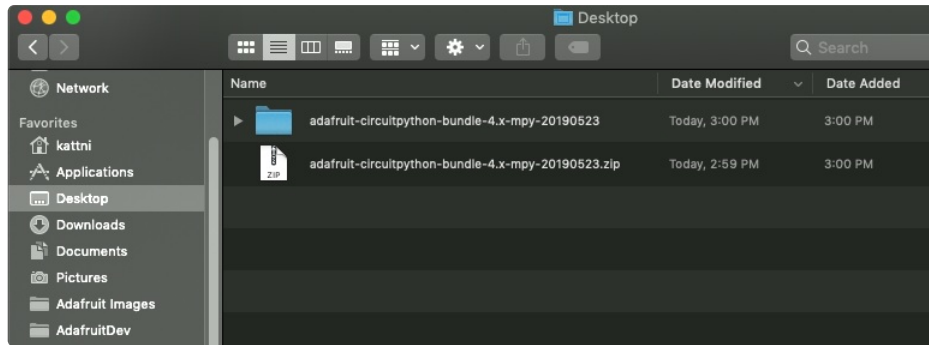 Desktop
Search
Name Date Modified Date Added
Network
Favorites
kattni
Applications
Desktop
Downloads
Documents
Pictures
Adafruit Images
AdafruitDev
adafruit-circuitpython-bundle-4.x-mpy-20190523 Today, 3:00 PM 3:00 PM
ZIP adafruit-circuitpython-bundle-4.x-mpy-20190523.zip Today, 2:59 PM 3:00 PM